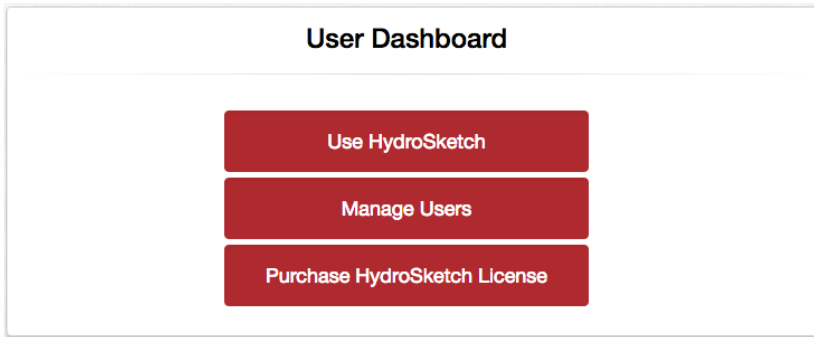 User Dashboard
Use HydroSketch
Manage Users
Purchase HydroSketch License